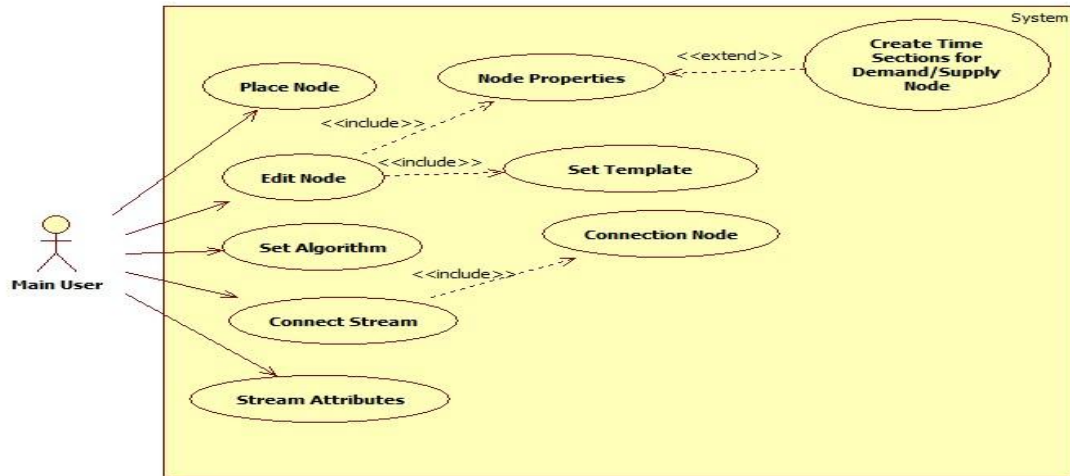 System
Create Time
Sections for
Demand/Supply
Node
<<extend>>
Node Properties
Place Node
<<include>>
<<include>>
Edit Node
Set Template
Connection Node
Set Algorithm
<<include>>
Main User
Connect Stream
Stream Attributes